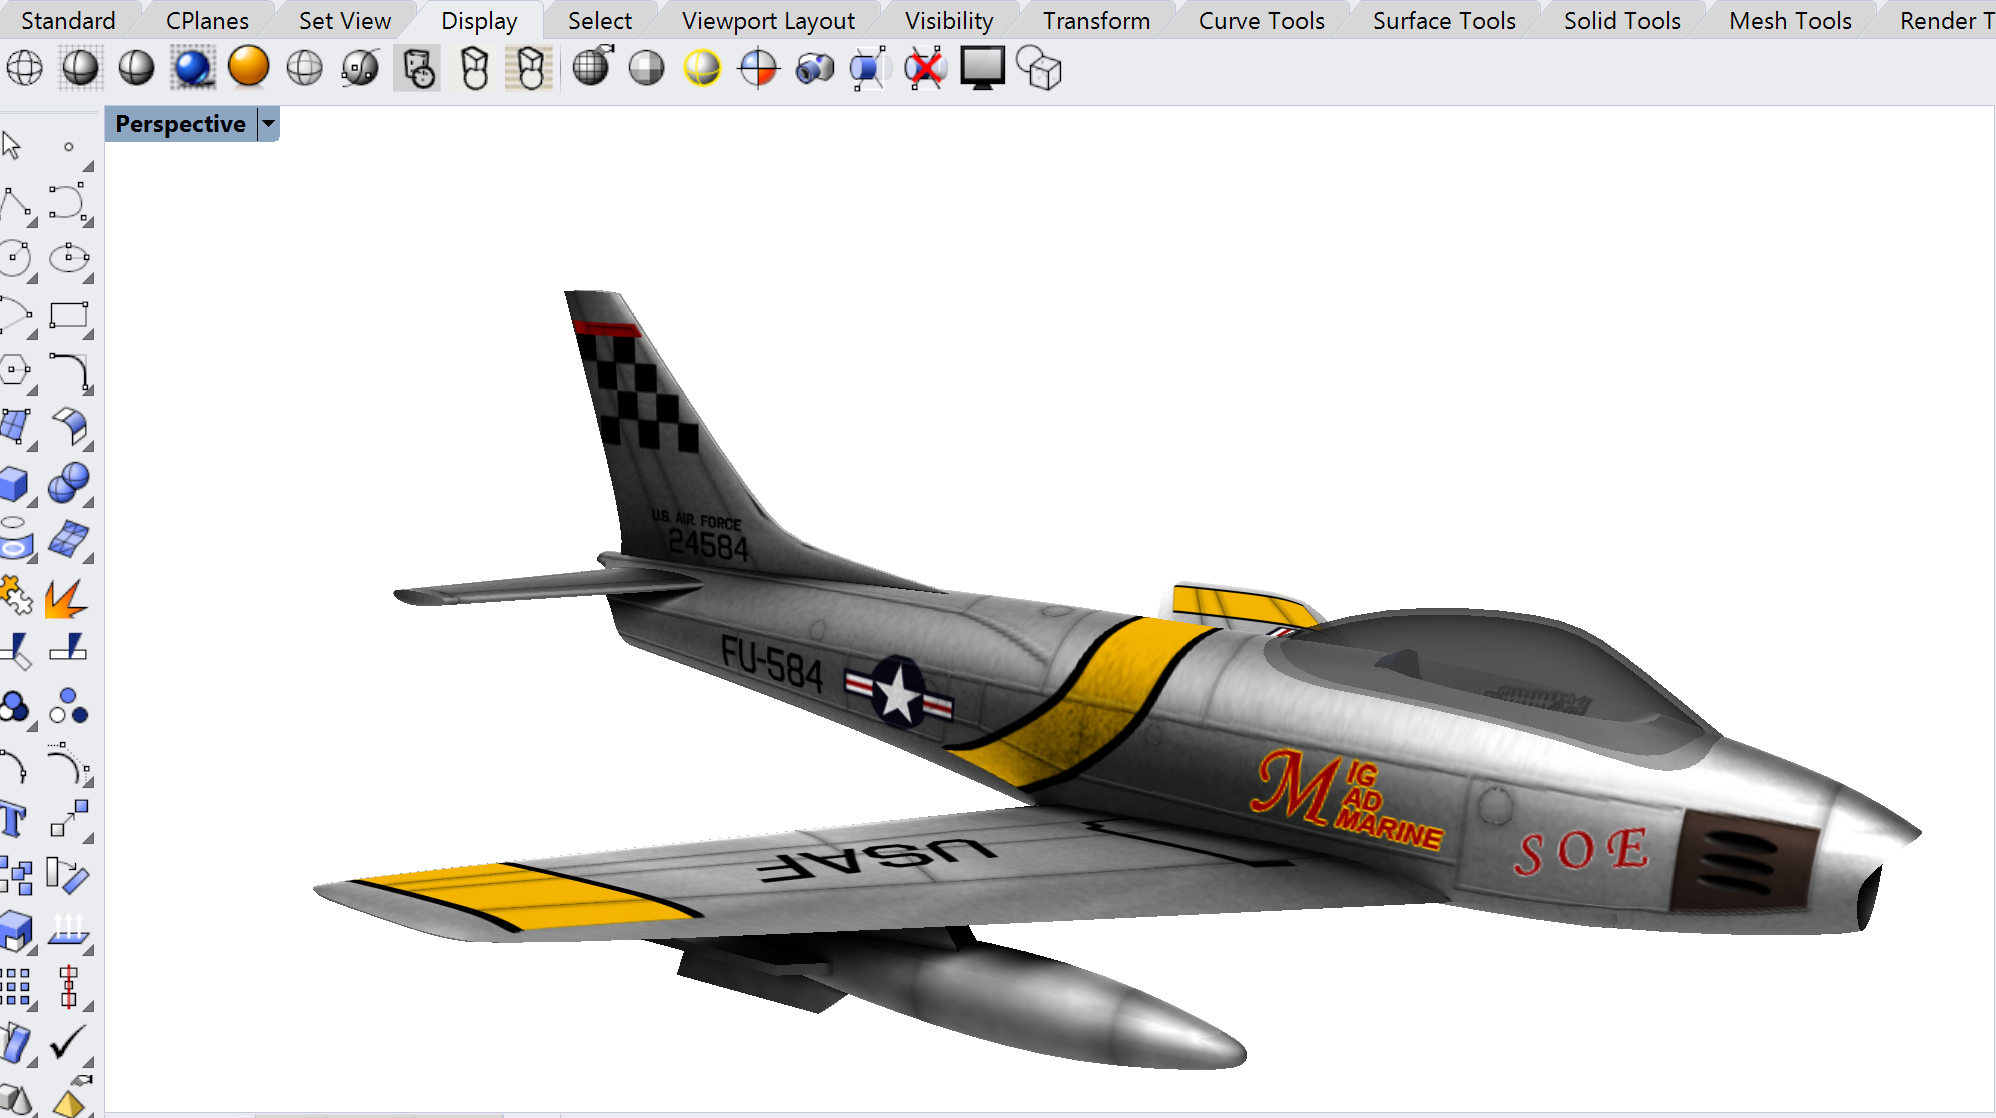 Standard CPlanes Set View Display Select Viewport Layout Visibility Transform Curve Tools Surface Tools Solid Tools Mesh Tools Render T
Perspective
U.S. AIR FORCE
24584
FU-584
MIG
MAD
MARINE
SOE
USAF